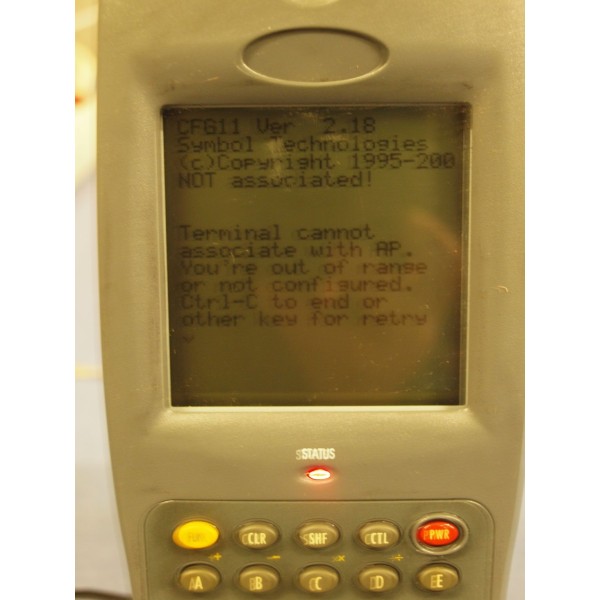 CFG11 Ver 2.18
Symbol Technologies
(c)Copyright 1995-200
NOT associated!
Terminal cannot
associate with AP.
You're out of range
or not configured.
Ctrl-C to end or
other key for retry
STATUS
CLR SHF CTL PWR
+ - × ÷
A B C D E